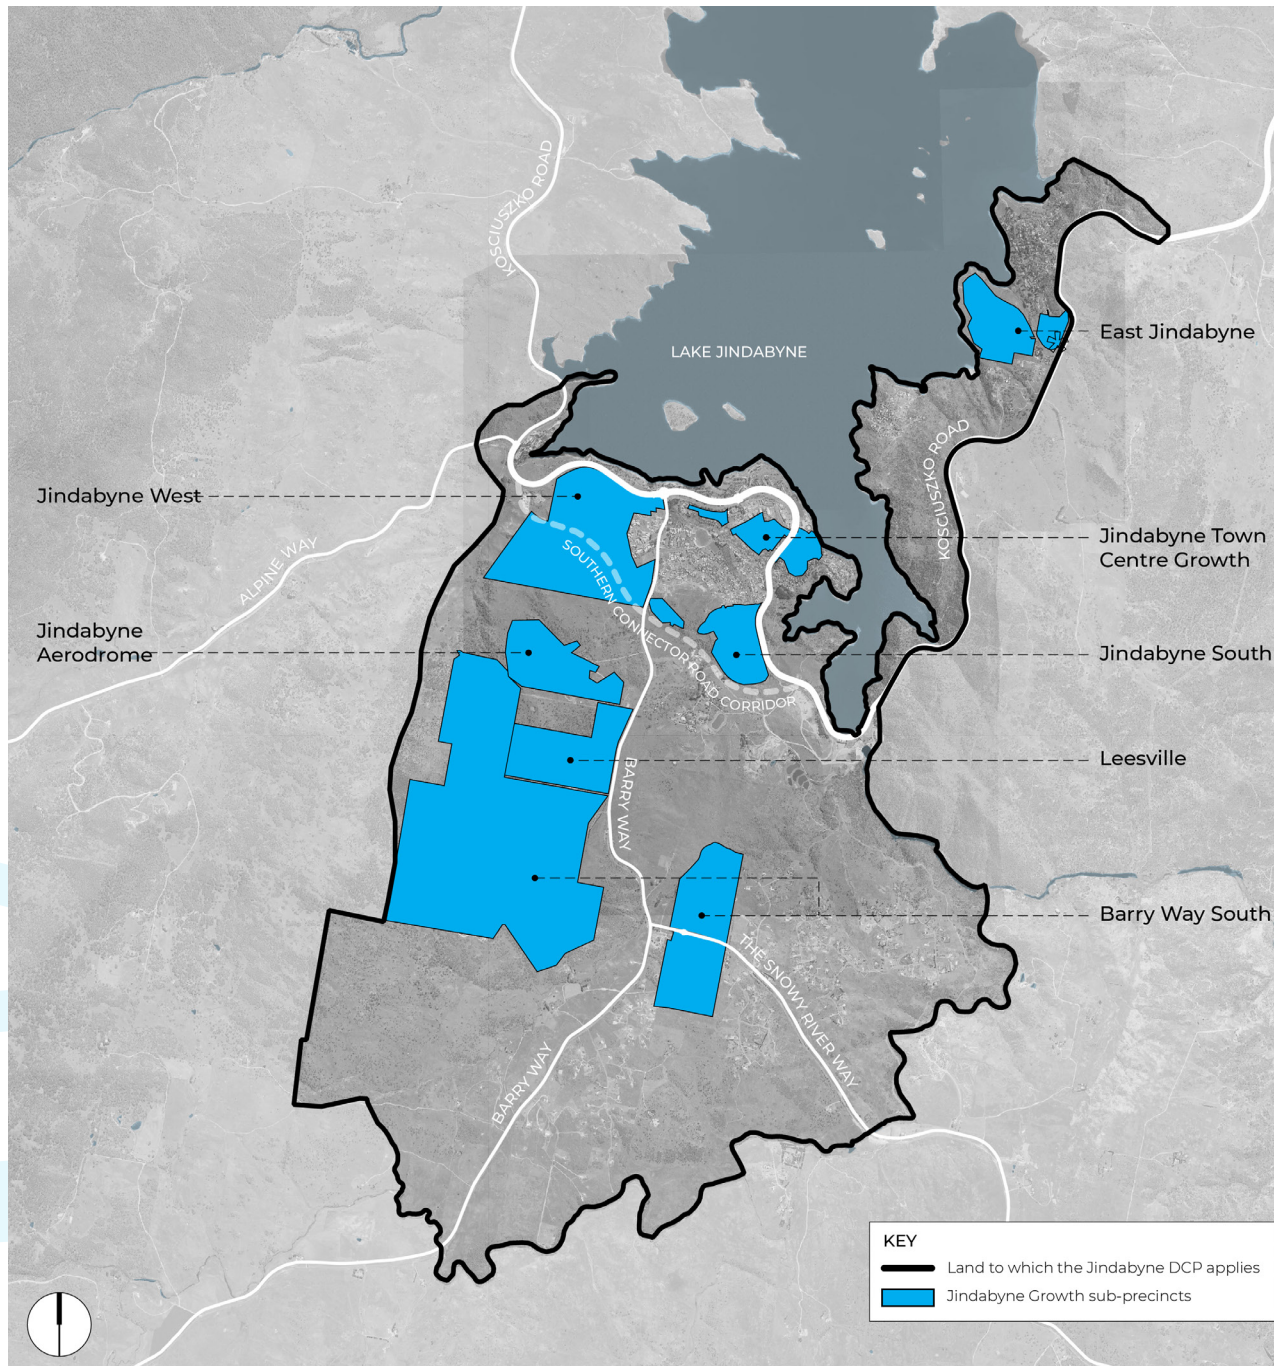 KOSCIUSZKO ROAD
LAKE JINDABYNE
East Jindabyne
KOSCIUSZKO ROAD
Jindabyne West
ALPINE WAY
SOUTHERN CONNECTOR ROAD CORRIDOR
Jindabyne Town
Centre Growth
Jindabyne
Aerodrome
Jindabyne South
BARRY WAY
Leesville
Barry Way South
THE SNOWY RIVER WAY
BARRY WAY
KEY
Land to which the Jindabyne DCP applies
Jindabyne Growth sub-precincts